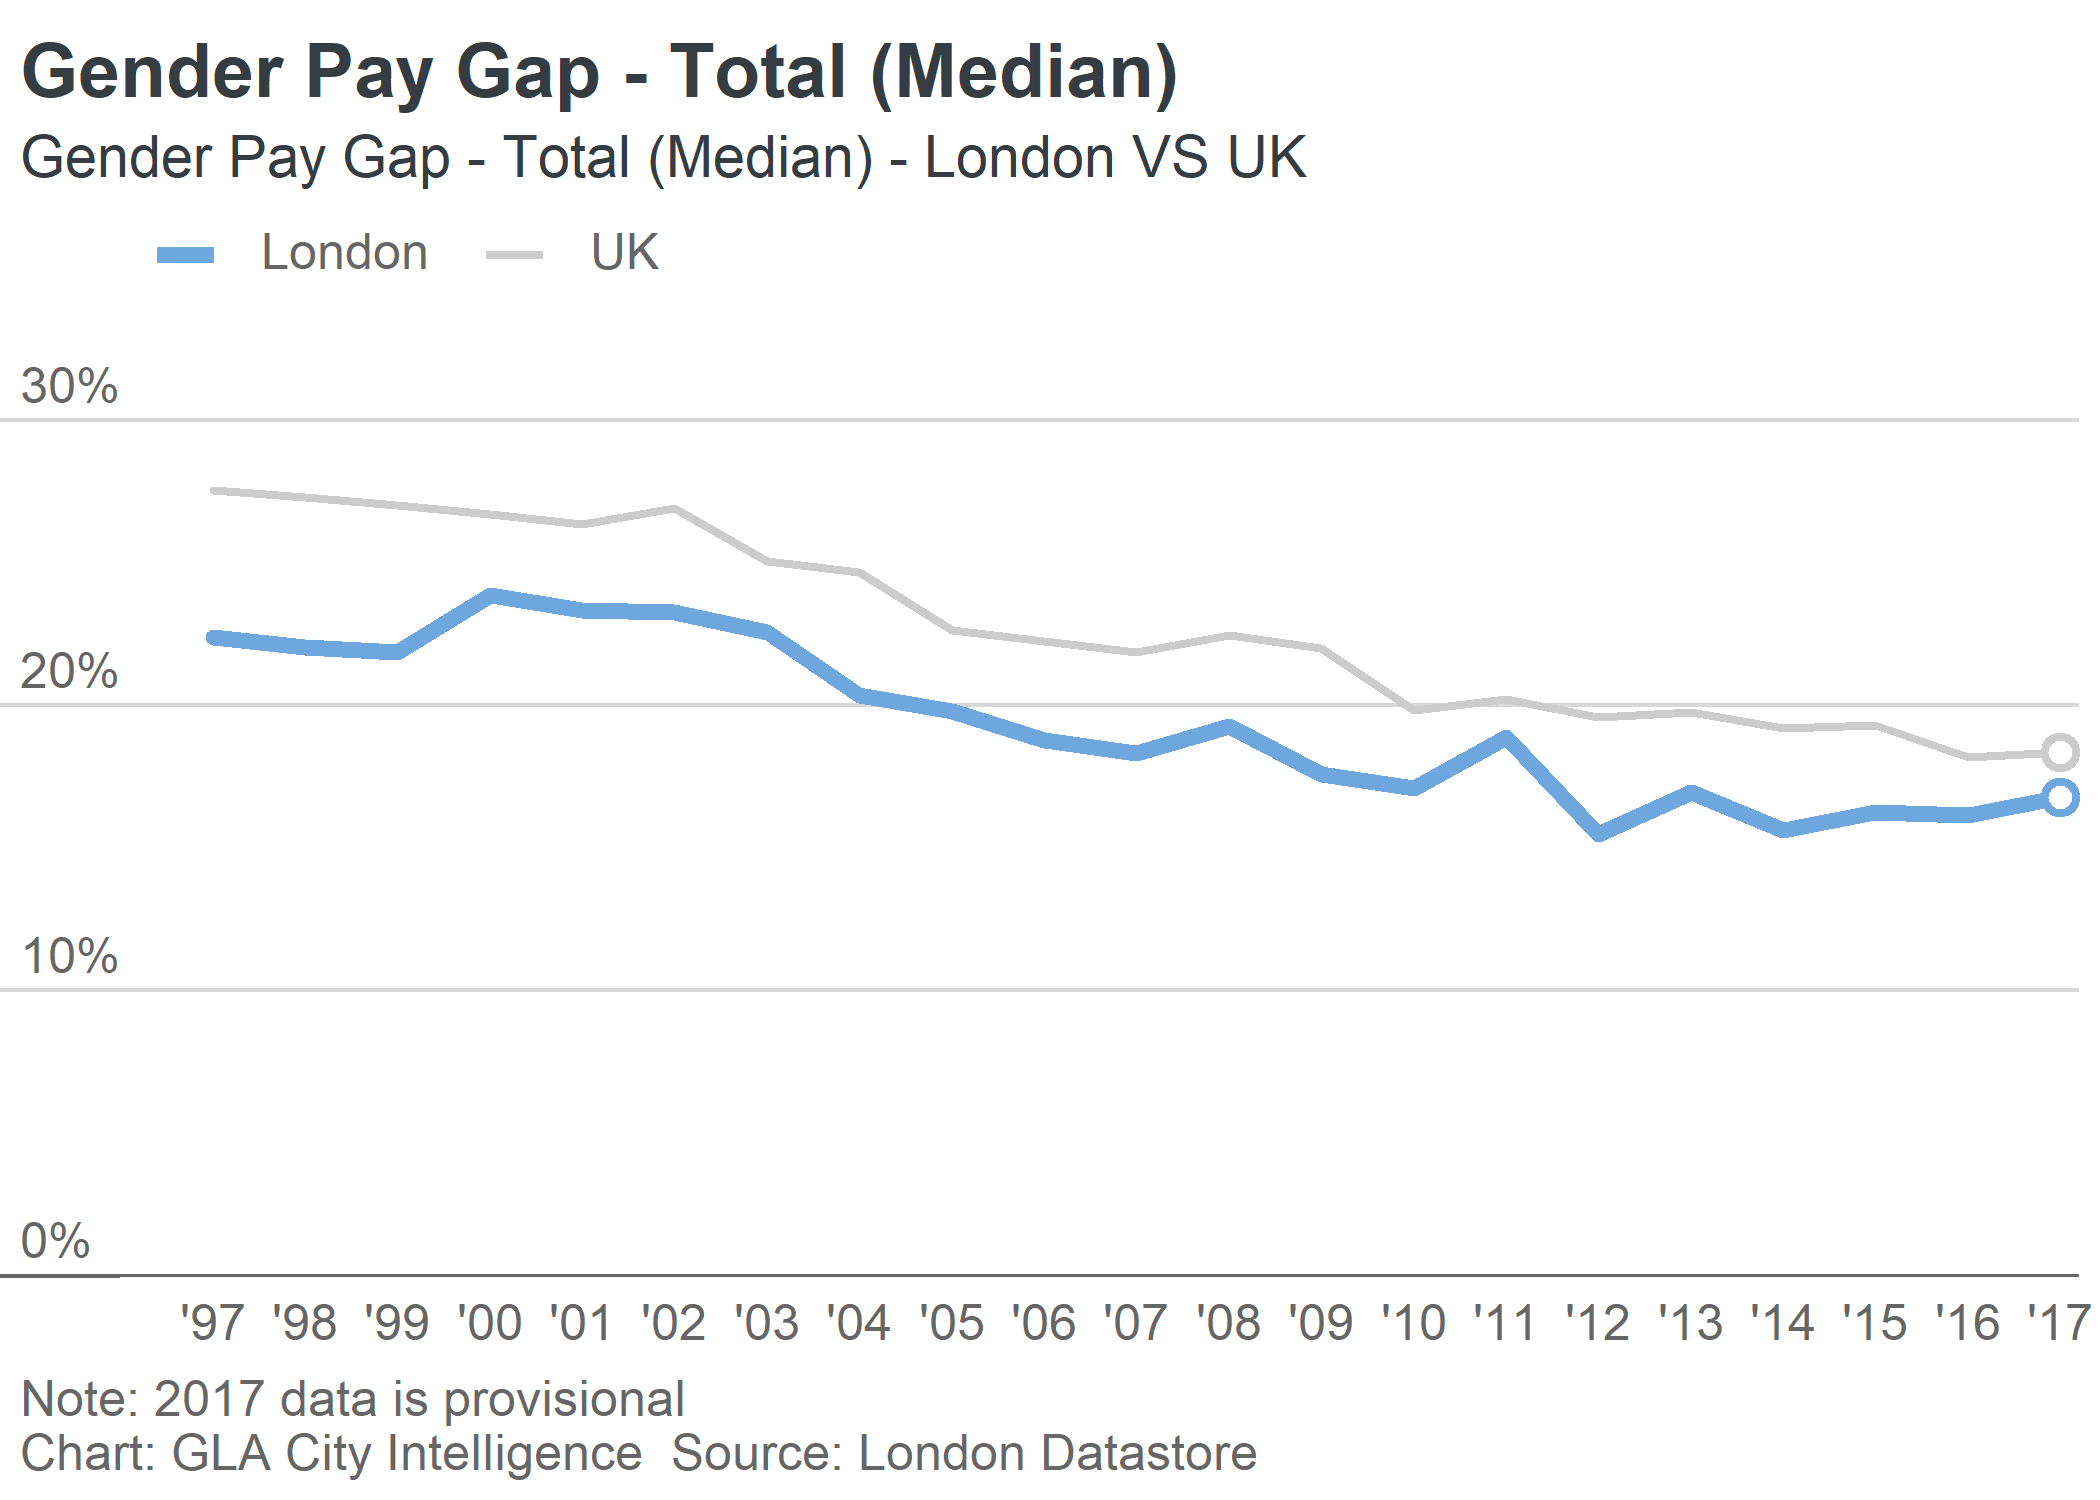 Gender Pay Gap - Total (Median)
Gender Pay Gap - Total (Median) - London VS UK
London UK
30%
20%
10%
0%
'97 '98 '99 '00 '01 '02 '03 '04 '05 '06 '07 '08 '09 '10 '11 '12 '13 '14 '15 '16 '17
Note: 2017 data is provisional
Chart: GLA City Intelligence  Source: London Datastore